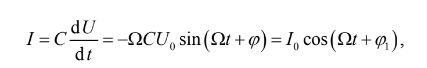 I = C dU/dt = −ΩCU₀ sin(Ωt + φ) = I₀ cos(Ωt + φ₁),